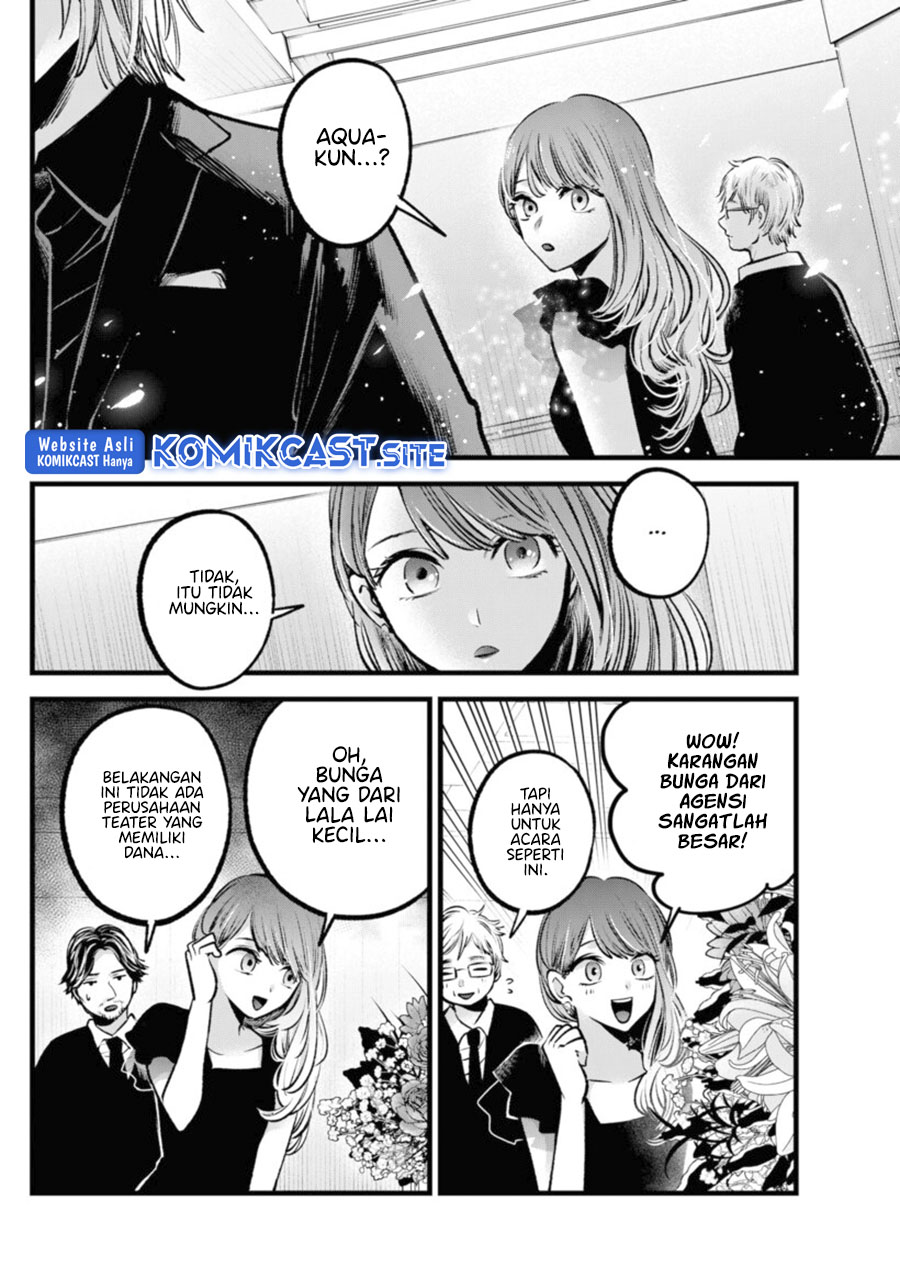 AQUA-
KUN...?
Website Asli
KOMIKCAST Hanya
KOMIKCAST.SITE
...
TIDAK,
ITU TIDAK
MUNGKIN...
WOW!
KARANGAN
BUNGA DARI
AGENSI
SANGATLAH
BESAR!
TAPI
HANYA
UNTUK
ACARA
SEPERTI
INI.
OH,
BUNGA
YANG DARI
LALA LAI
KECIL...
BELAKANGAN
INI TIDAK ADA
PERUSAHAAN
TEATER YANG
MEMILIKI
DANA...